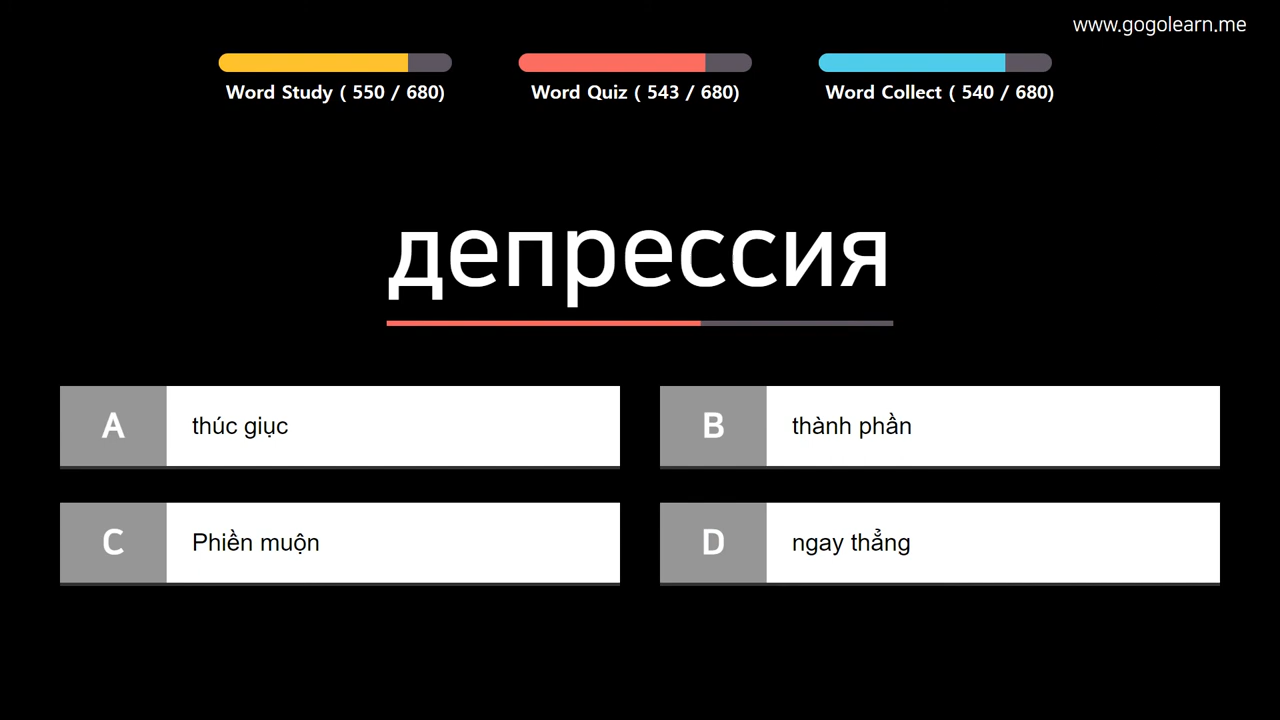 www.gogolearn.me
Word Study ( 550 / 680)
Word Quiz ( 543 / 680)
Word Collect ( 540 / 680)
депрессия
A thúc giục
B thành phần
C Phiền muộn
D ngay thẳng